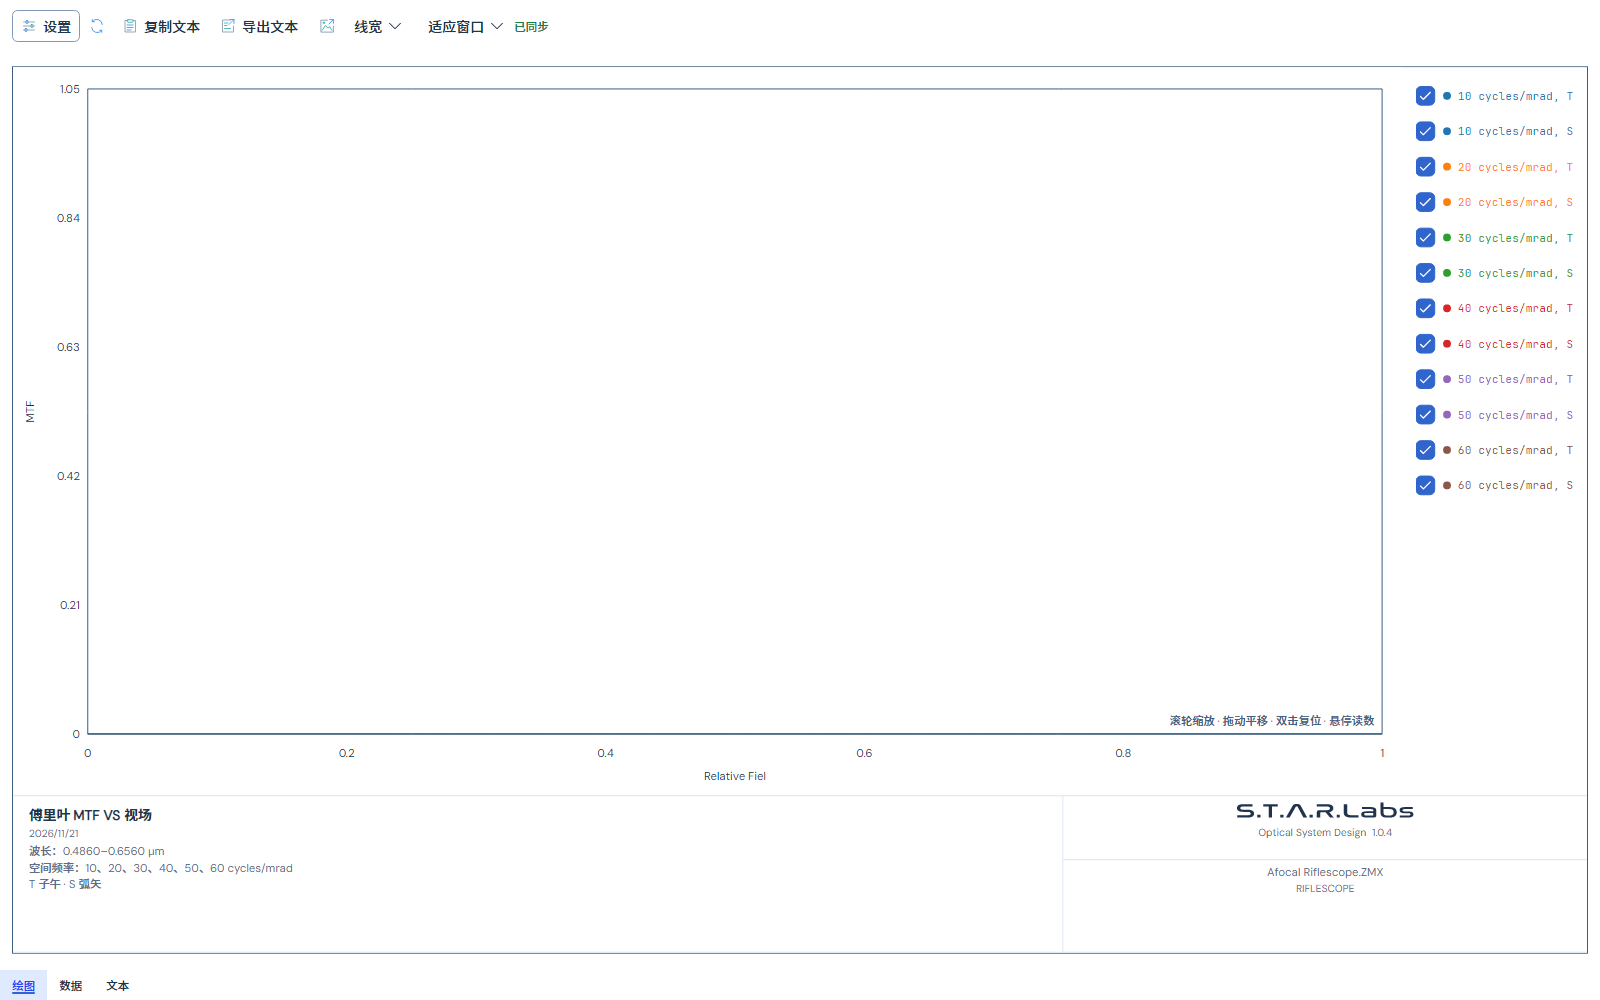 设置 复制文本 导出文本 线宽 适应窗口 已同步
1.05
0.84
0.63
0.42
0.21
0
MTF
0 0.2 0.4 0.6 0.8 1
Relative Fiel
滚轮缩放 · 拖动平移 · 双击复位 · 悬停读数
10 cycles/mrad, T
10 cycles/mrad, S
20 cycles/mrad, T
20 cycles/mrad, S
30 cycles/mrad, T
30 cycles/mrad, S
40 cycles/mrad, T
40 cycles/mrad, S
50 cycles/mrad, T
50 cycles/mrad, S
60 cycles/mrad, T
60 cycles/mrad, S
傅里叶 MTF VS 视场
2026/11/21
波长：0.4860–0.6560 μm
空间频率：10、20、30、40、50、60 cycles/mrad
T 子午 · S 弧矢
S.T.A.R.Labs
Optical System Design 1.0.4
Afocal Riflescope.ZMX
RIFLESCOPE
绘图 数据 文本